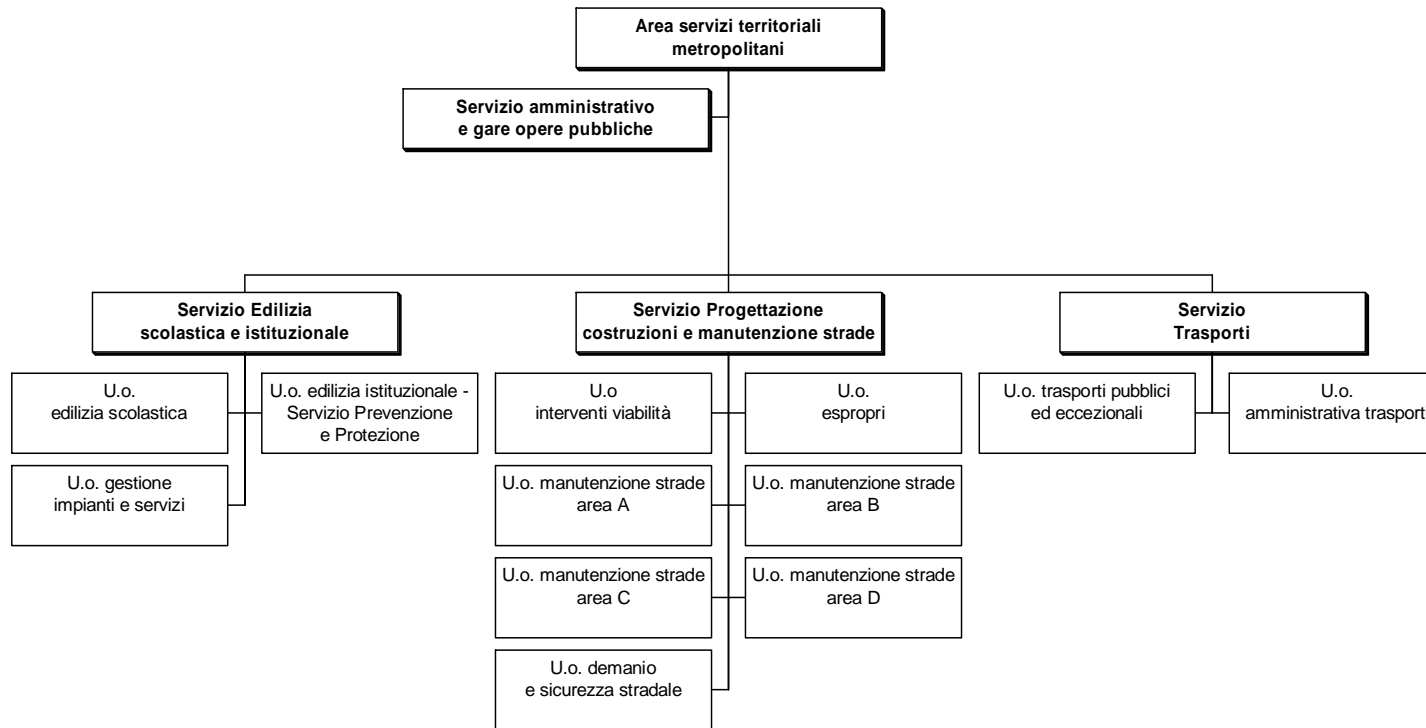 Area servizi territoriali
metropolitani
Servizio amministrativo
e gare opere pubbliche
Servizio Edilizia
scolastica e istituzionale
Servizio Progettazione
costruzioni e manutenzione strade
Servizio
Trasporti
U.o.
edilizia scolastica
U.o. edilizia istituzionale -
Servizio Prevenzione
e Protezione
U.o. gestione
impianti e servizi
U.o
interventi viabilità
U.o.
espropri
U.o. manutenzione strade
area A
U.o. manutenzione strade
area B
U.o. manutenzione strade
area C
U.o. manutenzione strade
area D
U.o. demanio
e sicurezza stradale
U.o. trasporti pubblici
ed eccezionali
U.o.
amministrativa trasporti